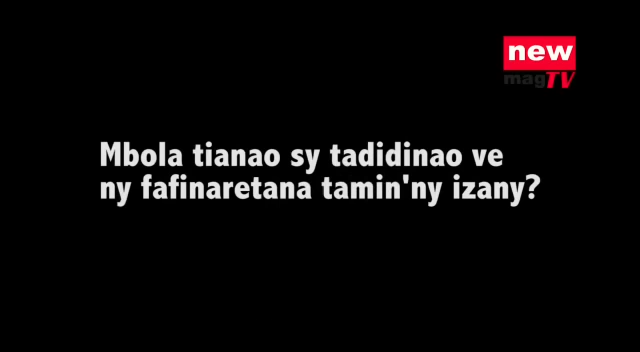 new
magTV
Mbola tianao sy tadidinao ve
ny fafinaretana tamin'ny izany?